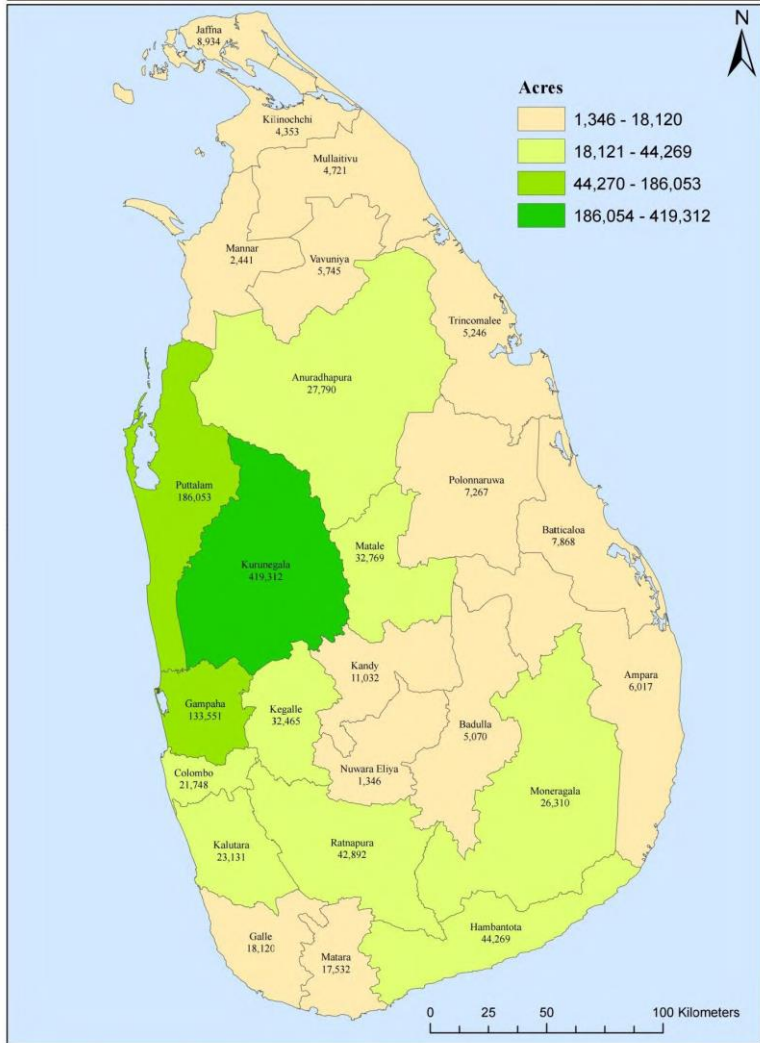 N
Jaffna
8,934
Acres
1,346 - 18,120
18,121 - 44,269
44,270 - 186,053
186,054 - 419,312
Kilinochchi
4,353
Mullaitivu
4,721
Mannar
2,441
Vavuniya
5,745
Trincomalee
5,246
Anuradhapura
27,790
Puttalam
186,053
Polonnaruwa
7,267
Batticaloa
7,868
Matale
32,769
Kurunegala
419,312
Kandy
11,032
Ampara
6,017
Gampaha
133,551
Kegalle
32,465
Badulla
5,070
Nuwara Eliya
1,346
Colombo
21,748
Moneragala
26,310
Kalutara
23,131
Ratnapura
42,892
Hambantota
44,269
Galle
18,120
Matara
17,532
0 25 50 100 Kilometers